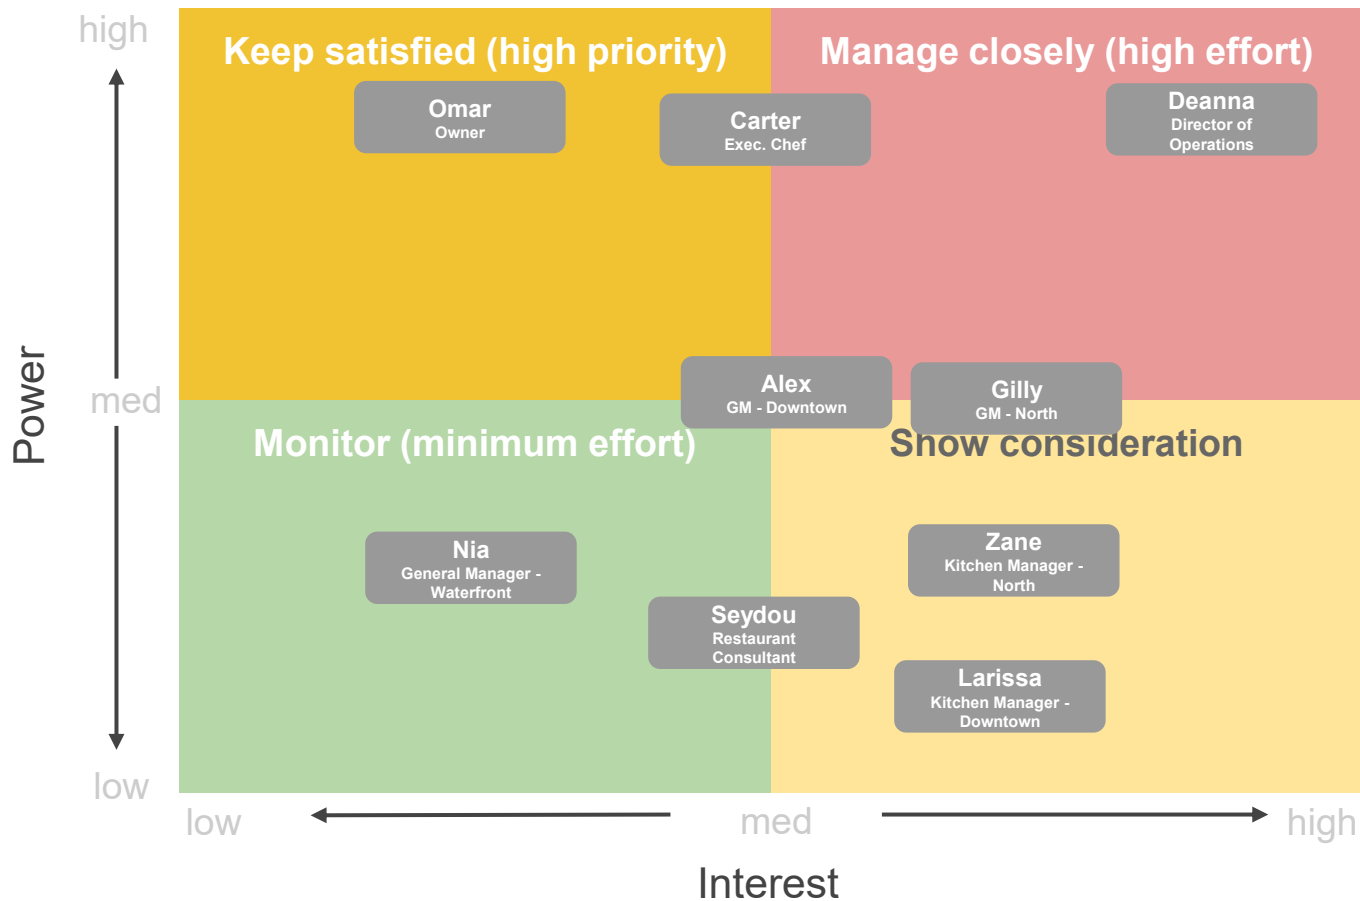 high
Keep satisfied (high priority)
Manage closely (high effort)
Omar
Owner
Carter
Exec. Chef
Deanna
Director of
Operations
Power
med
Alex
GM - Downtown
Gilly
GM - North
Monitor (minimum effort)
Show consideration
Nia
General Manager -
Waterfront
Zane
Kitchen Manager -
North
Seydou
Restaurant
Consultant
Larissa
Kitchen Manager -
Downtown
low
low
med
high
Interest